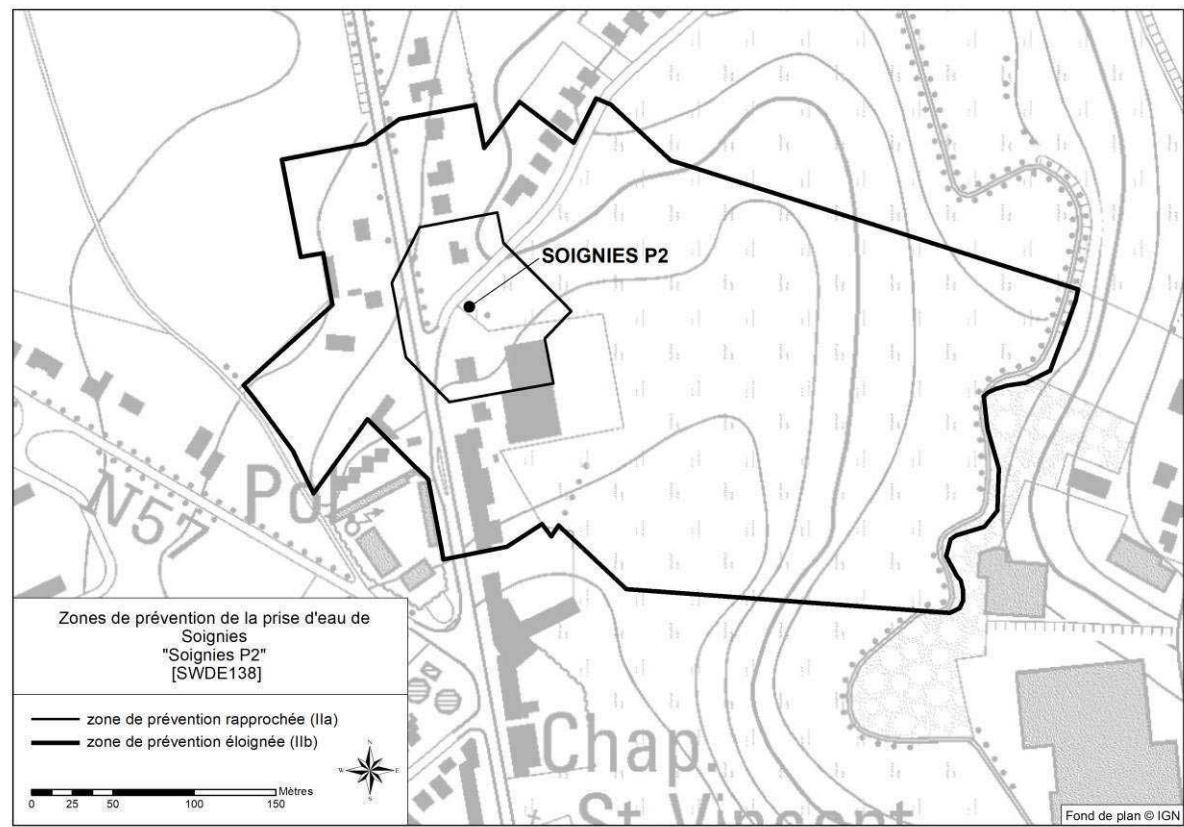 SOIGNIES P2
N57
Chap.
St Vincent
Zones de prévention de la prise d'eau de
Soignies
"Soignies P2"
[SWDE138]
zone de prévention rapprochée (IIa)
zone de prévention éloignée (IIb)
N
W E
S
Mètres
0 25 50 100 150
Fond de plan © IGN